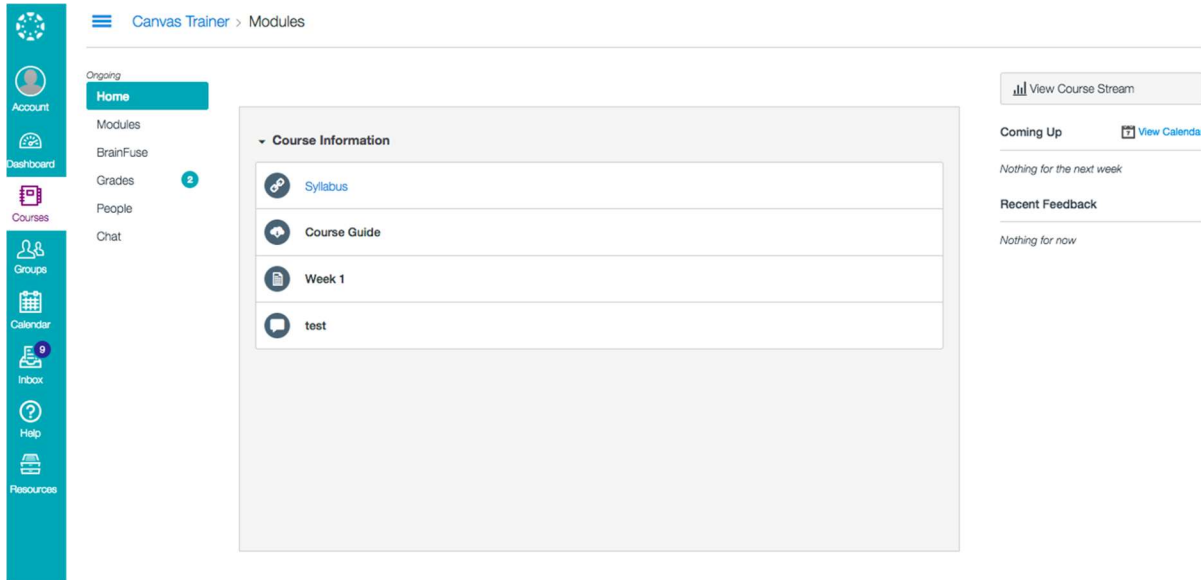 Canvas Trainer > Modules
Account
Dashboard
Courses
Groups
Calendar
9
Inbox
Help
Resources
Ongoing
Home
Modules
BrainFuse
Grades 2
People
Chat
Course Information
Syllabus
Course Guide
Week 1
test
View Course Stream
Coming Up View Calendar
Nothing for the next week
Recent Feedback
Nothing for now